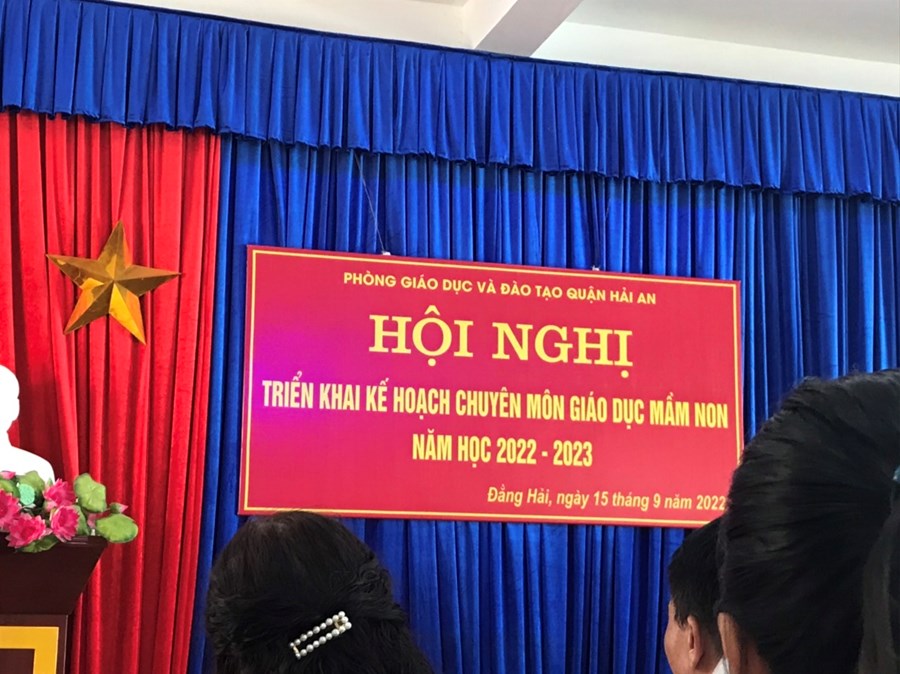 PHÒNG GIÁO DỤC VÀ ĐÀO TẠO QUẬN HẢI AN
HỘI NGHỊ
TRIỂN KHAI KẾ HOẠCH CHUYÊN MÔN GIÁO DỤC MẦM NON
NĂM HỌC 2022 - 2023
Đằng Hải, ngày 15 tháng 9 năm 2022